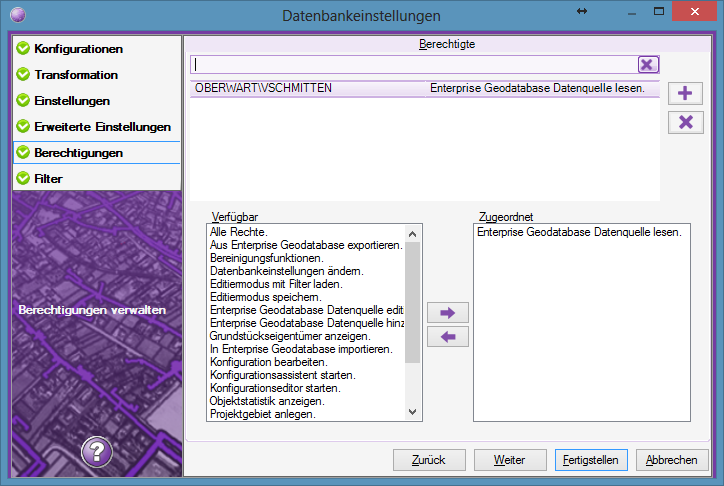 Datenbankeinstellungen
Konfigurationen
Transformation
Einstellungen
Erweiterte Einstellungen
Berechtigungen
Filter
Berechtigungen verwalten
Berechtigte
OBERWART\VSCHMITTEN Enterprise Geodatabase Datenquelle lesen.
Verfügbar
Alle Rechte.
Aus Enterprise Geodatabase exportieren.
Bereinigungsfunktionen.
Datenbankeinstellungen ändern.
Editiermodus mit Filter laden.
Editiermodus speichern.
Enterprise Geodatabase Datenquelle edit
Enterprise Geodatabase Datenquelle hinz
Grundstückseigentümer anzeigen.
In Enterprise Geodatabase importieren.
Konfiguration bearbeiten.
Konfigurationsassistent starten.
Konfigurationseditor starten.
Objektstatistik anzeigen.
Projektgebiet anlegen.
Zugeordnet
Enterprise Geodatabase Datenquelle lesen.
Zurück
Weiter
Fertigstellen
Abbrechen